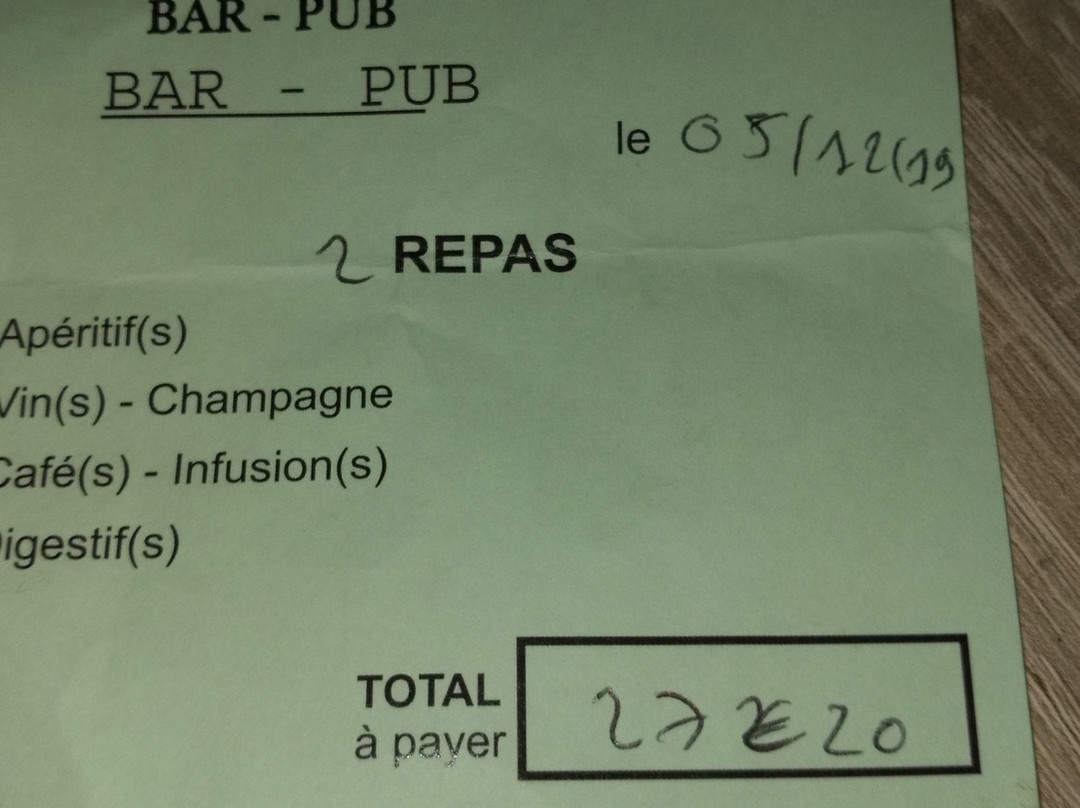 BAR - PUB
BAR - PUB
le 05/12/19
2 REPAS
Apéritif(s)
Vin(s) - Champagne
Café(s) - Infusion(s)
Digestif(s)
TOTAL
à payer
27 € 20